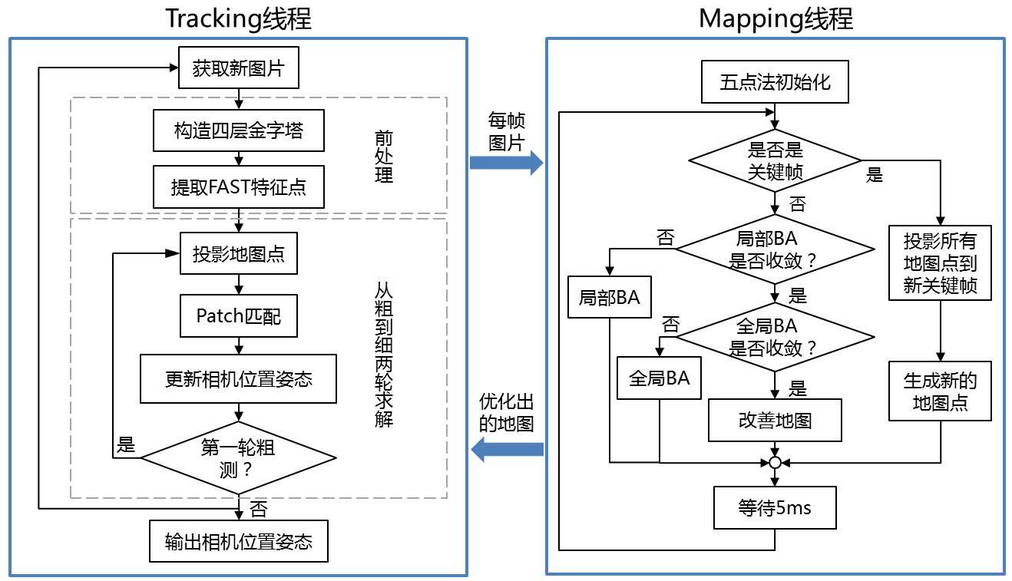 Tracking线程
获取新图片
构造四层金字塔
提取FAST特征点
前处理
投影地图点
Patch匹配
更新相机位置姿态
第一轮粗
测？
是
否
从粗到细两轮求解
输出相机位置姿态
每帧
图片
优化出
的地图
Mapping线程
五点法初始化
是否是
关键帧
是
否
局部BA
是否收敛？
否
局部BA
是
全局BA
是否收敛？
否
全局BA
是
改善地图
投影所有
地图点到
新关键帧
生成新的
地图点
等待5ms